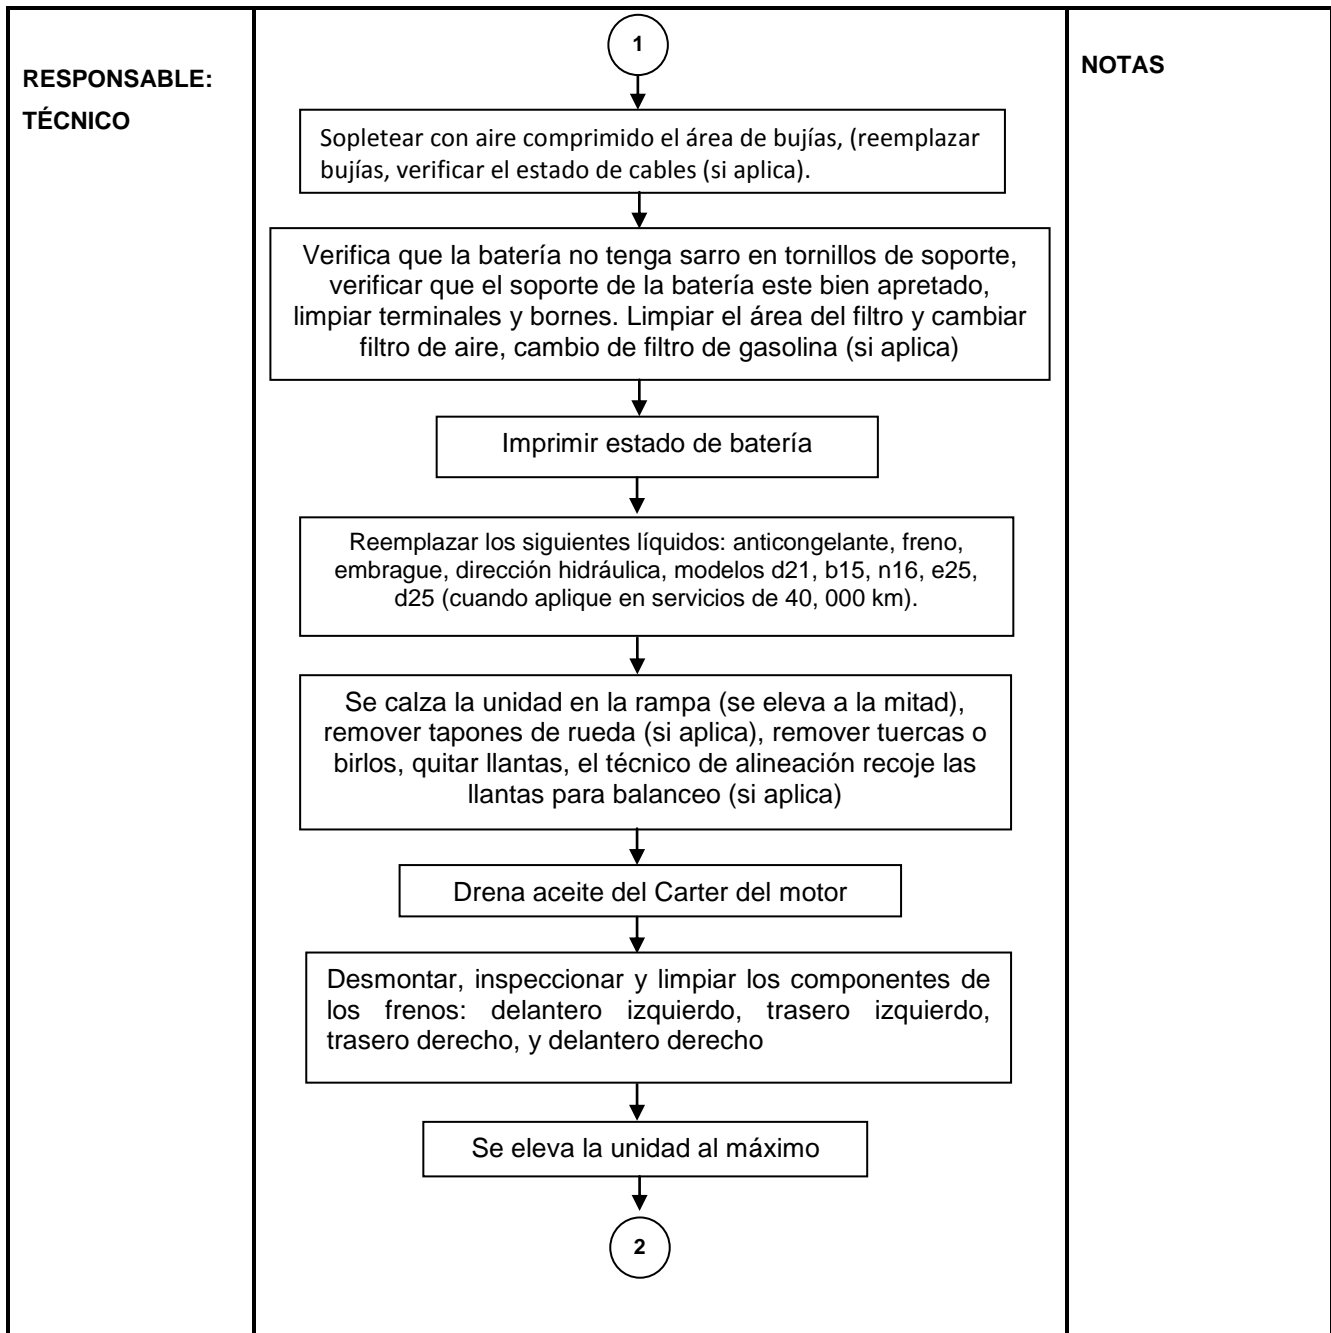 RESPONSABLE:
TÉCNICO
1
Sopletear con aire comprimido el área de bujías, (reemplazar
bujías, verificar el estado de cables (si aplica).
Verifica que la batería no tenga sarro en tornillos de soporte,
verificar que el soporte de la batería este bien apretado,
limpiar terminales y bornes. Limpiar el área del filtro y cambiar
filtro de aire, cambio de filtro de gasolina (si aplica)
Imprimir estado de batería
Reemplazar los siguientes líquidos: anticongelante, freno,
embrague, dirección hidráulica, modelos d21, b15, n16, e25,
d25 (cuando aplique en servicios de 40, 000 km).
Se calza la unidad en la rampa (se eleva a la mitad),
remover tapones de rueda (si aplica), remover tuercas o
birlos, quitar llantas, el técnico de alineación recoje las
llantas para balanceo (si aplica)
Drena aceite del Carter del motor
Desmontar, inspeccionar y limpiar los componentes de
los frenos: delantero izquierdo, trasero izquierdo,
trasero derecho, y delantero derecho
Se eleva la unidad al máximo
2
NOTAS